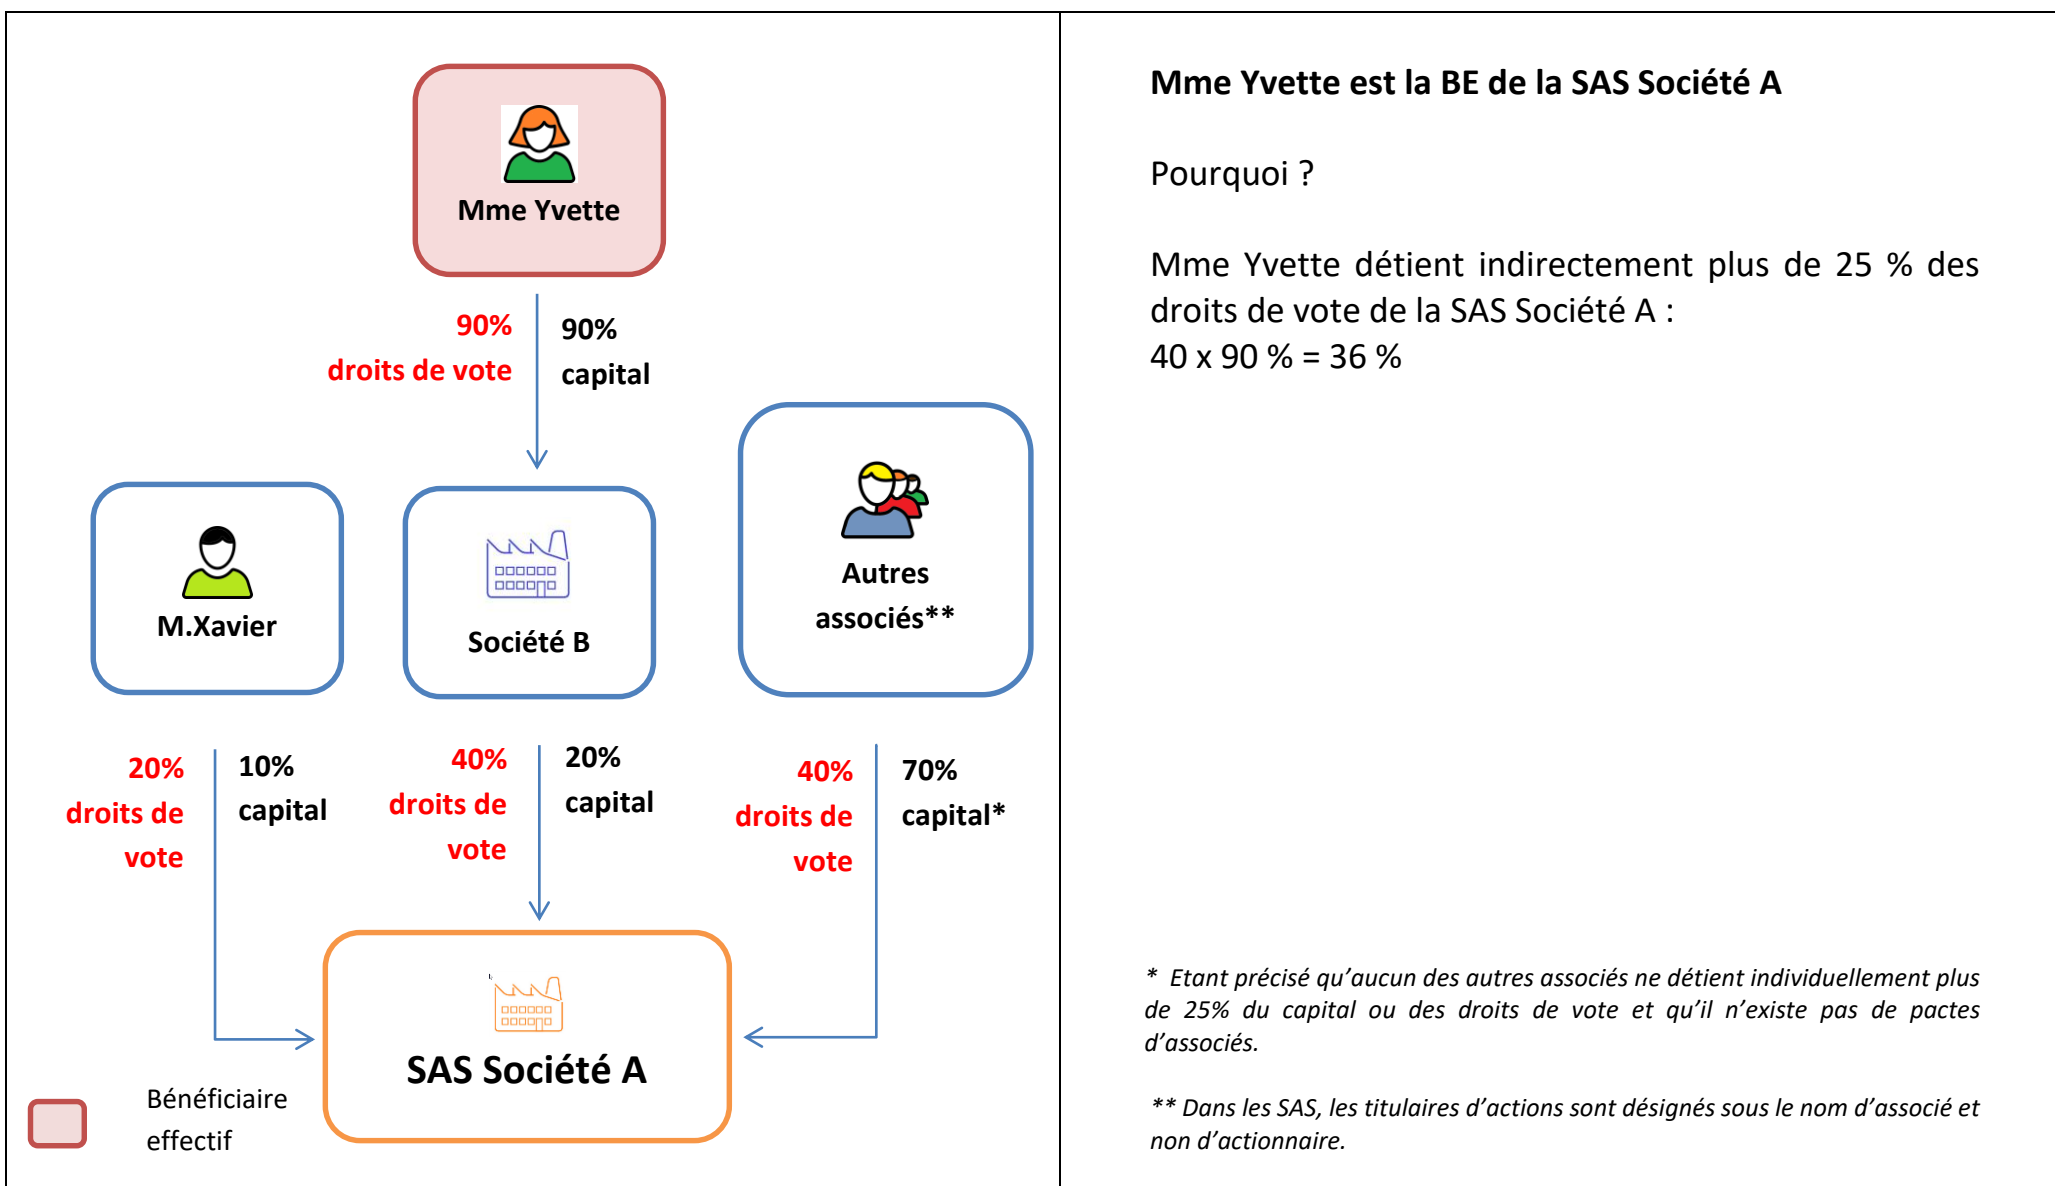 Mme Yvette
90%
droits de vote
90%
capital
M.Xavier
Société B
Autres
associés**
20%
droits de
vote
10%
capital
40%
droits de
vote
20%
capital
40%
droits de
vote
70%
capital*
SAS Société A
Bénéficiaire
effectif
Mme Yvette est la BE de la SAS Société A
Pourquoi ?
Mme Yvette détient indirectement plus de 25 % des
droits de vote de la SAS Société A :
40 x 90 % = 36 %
* Etant précisé qu’aucun des autres associés ne détient individuellement plus
de 25% du capital ou des droits de vote et qu’il n’existe pas de pactes
d’associés.
** Dans les SAS, les titulaires d’actions sont désignés sous le nom d’associé et
non d’actionnaire.